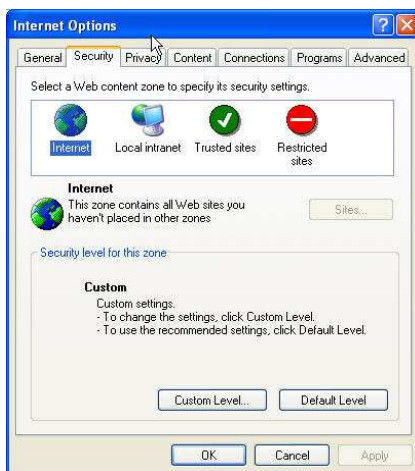 Internet Options
General Security Privacy Content Connections Programs Advanced
Select a Web content zone to specify its security settings.
Internet Local intranet Trusted sites Restricted
sites
Internet
This zone contains all Web sites you
haven't placed in other zones
Sites...
Security level for this zone
Custom
Custom settings.
- To change the settings, click Custom Level.
- To use the recommended settings, click Default Level.
Custom Level... Default Level
OK Cancel Apply